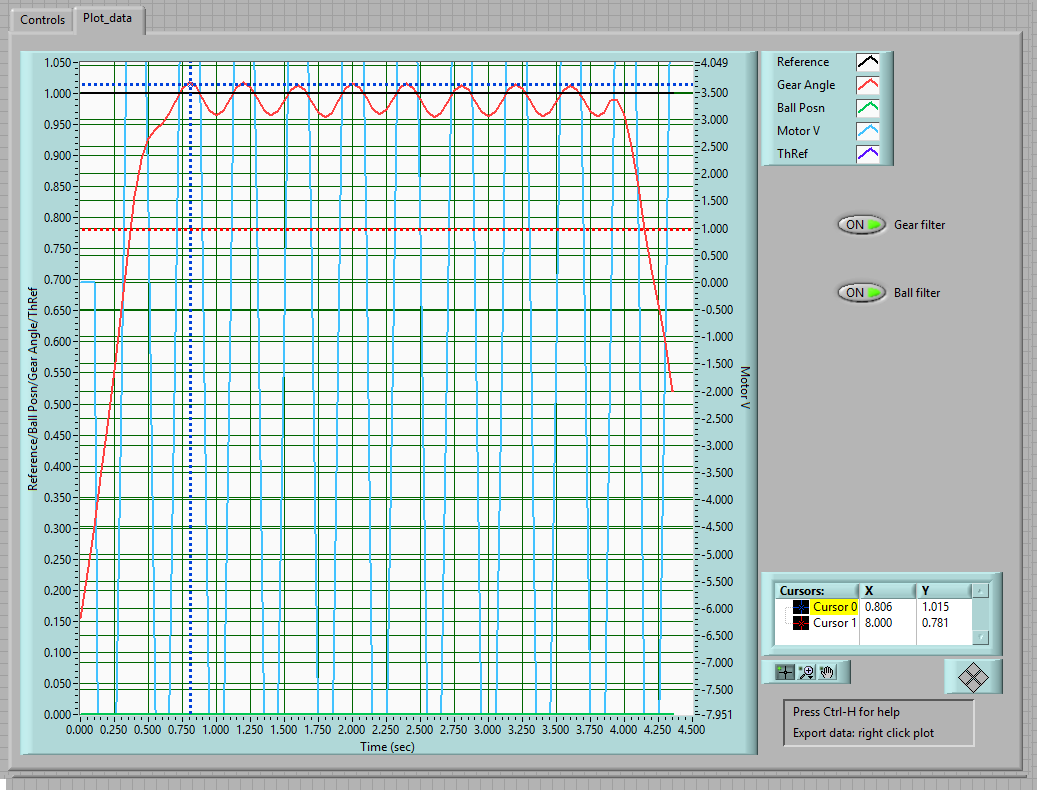 Controls
Plot_data
1.050
1.000
0.950
0.900
0.850
0.800
0.750
0.700
0.650
0.600
0.550
0.500
0.450
0.400
0.350
0.300
0.250
0.200
0.150
0.100
0.050
0.000
Reference/Ball Posn/Gear Angle/ThRef
0.000 0.250 0.500 0.750 1.000 1.250 1.500 1.750 2.000 2.250 2.500 2.750 3.000 3.250 3.500 3.750 4.000 4.250 4.500
Time (sec)
4.049
3.500
3.000
2.500
2.000
1.500
1.000
0.500
0.000
-0.500
-1.000
-1.500
-2.000
-2.500
-3.000
-3.500
-4.000
-4.500
-5.000
-5.500
-6.000
-6.500
-7.000
-7.500
-7.951
Motor V
Reference
Gear Angle
Ball Posn
Motor V
ThRef
ON Gear filter
ON Ball filter
Cursors: X Y
Cursor 0 0.806 1.015
Cursor 1 8.000 0.781
Press Ctrl-H for help
Export data: right click plot